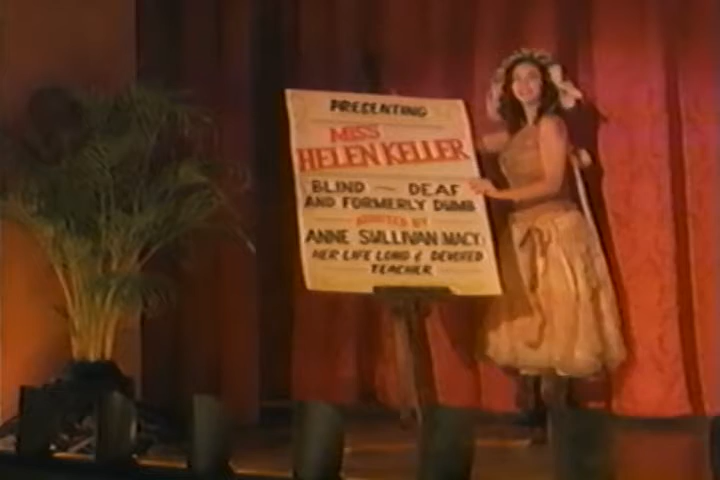 PRESENTING
MISS
HELEN KELLER
BLIND ~ DEAF
AND FORMERLY DUMB
ASSISTED BY
ANNE SULLIVAN MACY
HER LIFE LONG & DEVOTED
TEACHER